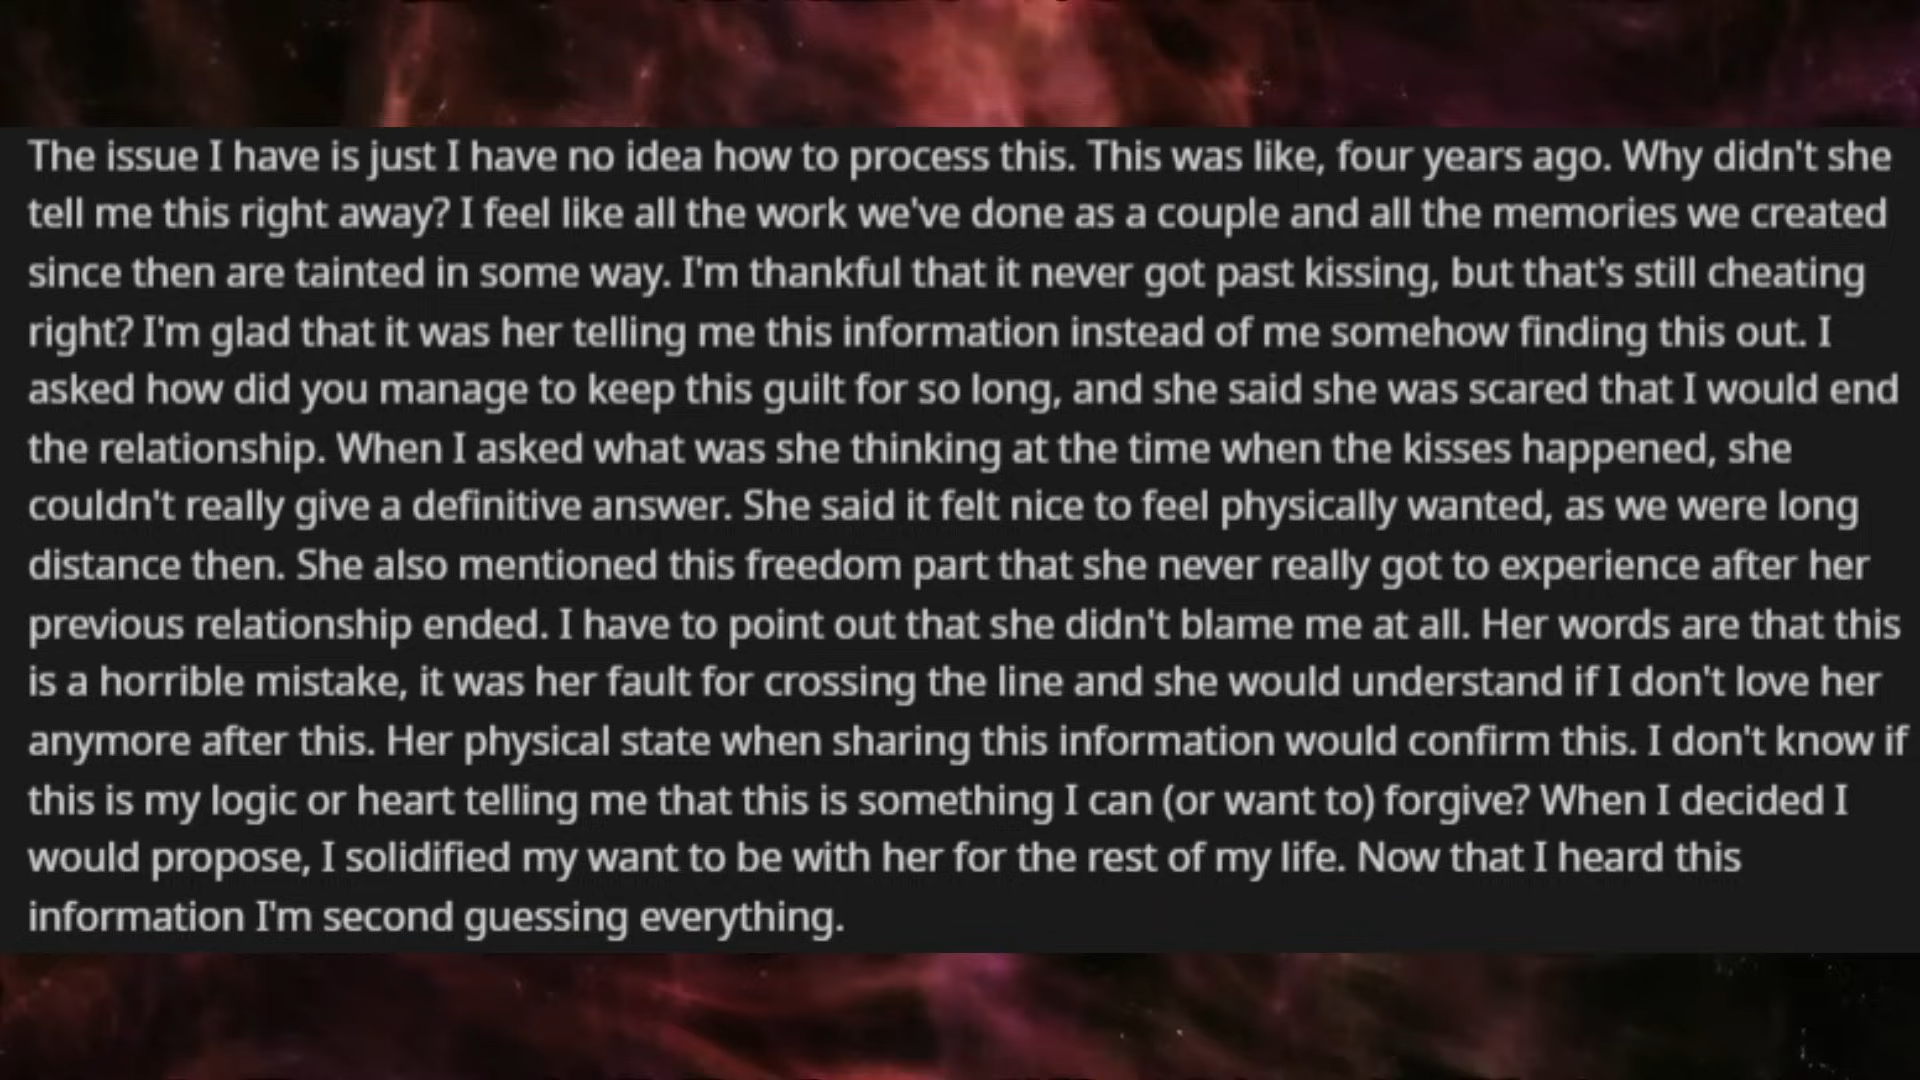 The issue I have is just I have no idea how to process this. This was like, four years ago. Why didn't she
tell me this right away? I feel like all the work we've done as a couple and all the memories we created
since then are tainted in some way. I'm thankful that it never got past kissing, but that's still cheating
right? I'm glad that it was her telling me this information instead of me somehow finding this out. I
asked how did you manage to keep this guilt for so long, and she said she was scared that I would end
the relationship. When I asked what was she thinking at the time when the kisses happened, she
couldn't really give a definitive answer. She said it felt nice to feel physically wanted, as we were long
distance then. She also mentioned this freedom part that she never really got to experience after her
previous relationship ended. I have to point out that she didn't blame me at all. Her words are that this
is a horrible mistake, it was her fault for crossing the line and she would understand if I don't love her
anymore after this. Her physical state when sharing this information would confirm this. I don't know if
this is my logic or heart telling me that this is something I can (or want to) forgive? When I decided I
would propose, I solidified my want to be with her for the rest of my life. Now that I heard this
information I'm second guessing everything.